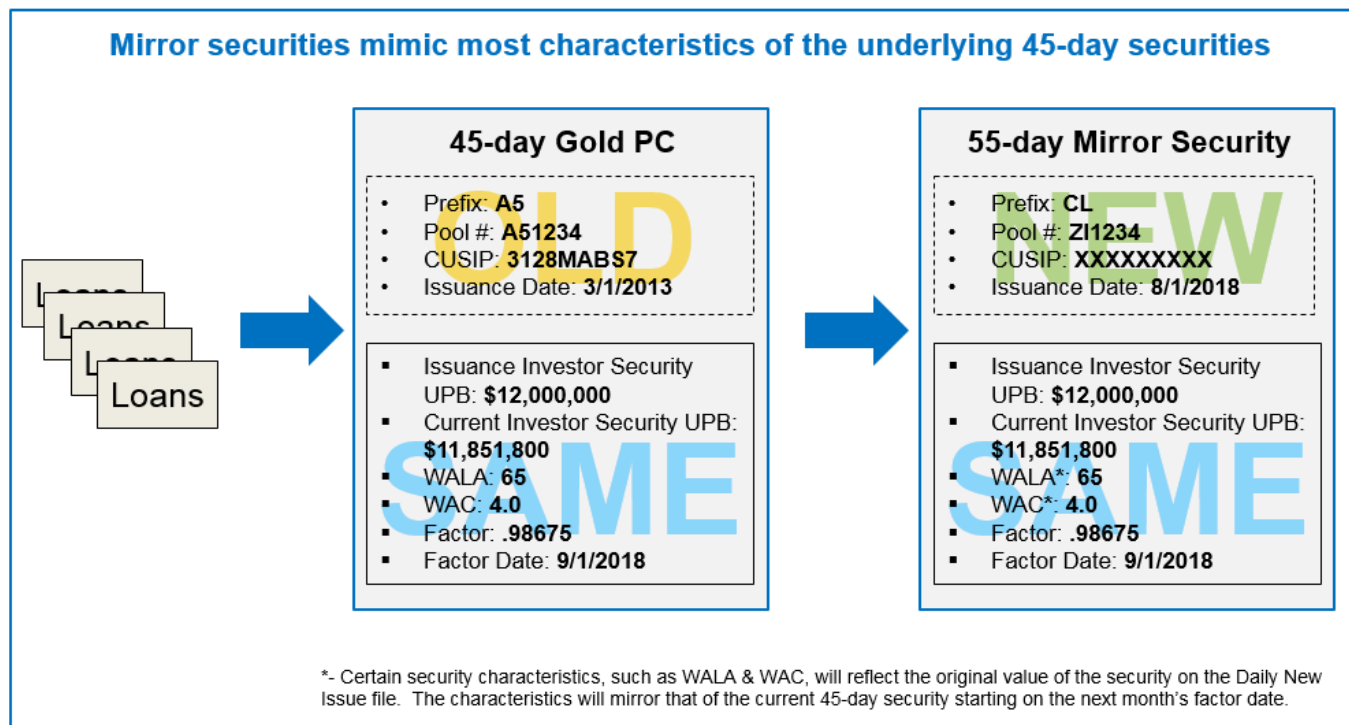 Mirror securities mimic most characteristics of the underlying 45-day securities
Loans
Loans
Loans
Loans
45-day Gold PC
OLD
• Prefix: A5
• Pool #: A51234
• CUSIP: 3128MABS7
• Issuance Date: 3/1/2013
SAME
▪ Issuance Investor Security
UPB: $12,000,000
▪ Current Investor Security UPB:
$11,851,800
▪ WALA: 65
▪ WAC: 4.0
▪ Factor: .98675
▪ Factor Date: 9/1/2018
55-day Mirror Security
NEW
• Prefix: CL
• Pool #: ZI1234
• CUSIP: XXXXXXXXX
• Issuance Date: 8/1/2018
SAME
▪ Issuance Investor Security
UPB: $12,000,000
▪ Current Investor Security UPB:
$11,851,800
▪ WALA*: 65
▪ WAC*: 4.0
▪ Factor: .98675
▪ Factor Date: 9/1/2018
*- Certain security characteristics, such as WALA & WAC, will reflect the original value of the security on the Daily New
Issue file.  The characteristics will mirror that of the current 45-day security starting on the next month's factor date.